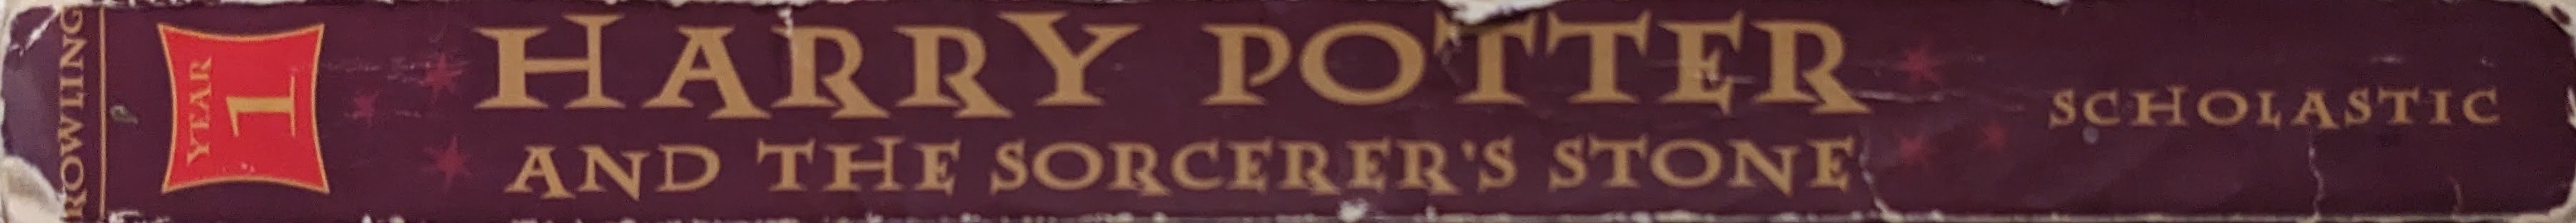 ROWLING
YEAR
1
HARRY POTTER
AND THE SORCERER'S STONE
SCHOLASTIC